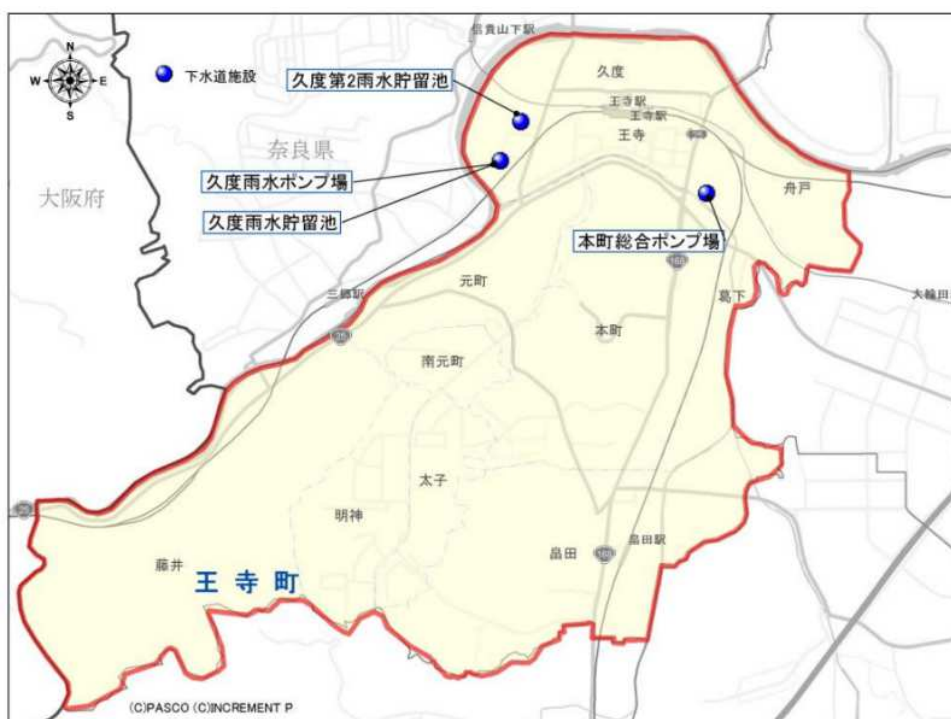 信貴山下駅
N
W
E
S
下水道施設
久度第2雨水貯留池
久度
王寺駅
王寺駅
王寺
奈良県
大阪府
久度雨水ポンプ場
久度雨水貯留池
舟戸
本町総合ポンプ場
168
元町
葛下
三郷駅
大輪田
25
本町
南元町
太子
明神
25
畠田
168
畠田駅
藤井
王寺町
(C)PASCO (C)INCREMENT P